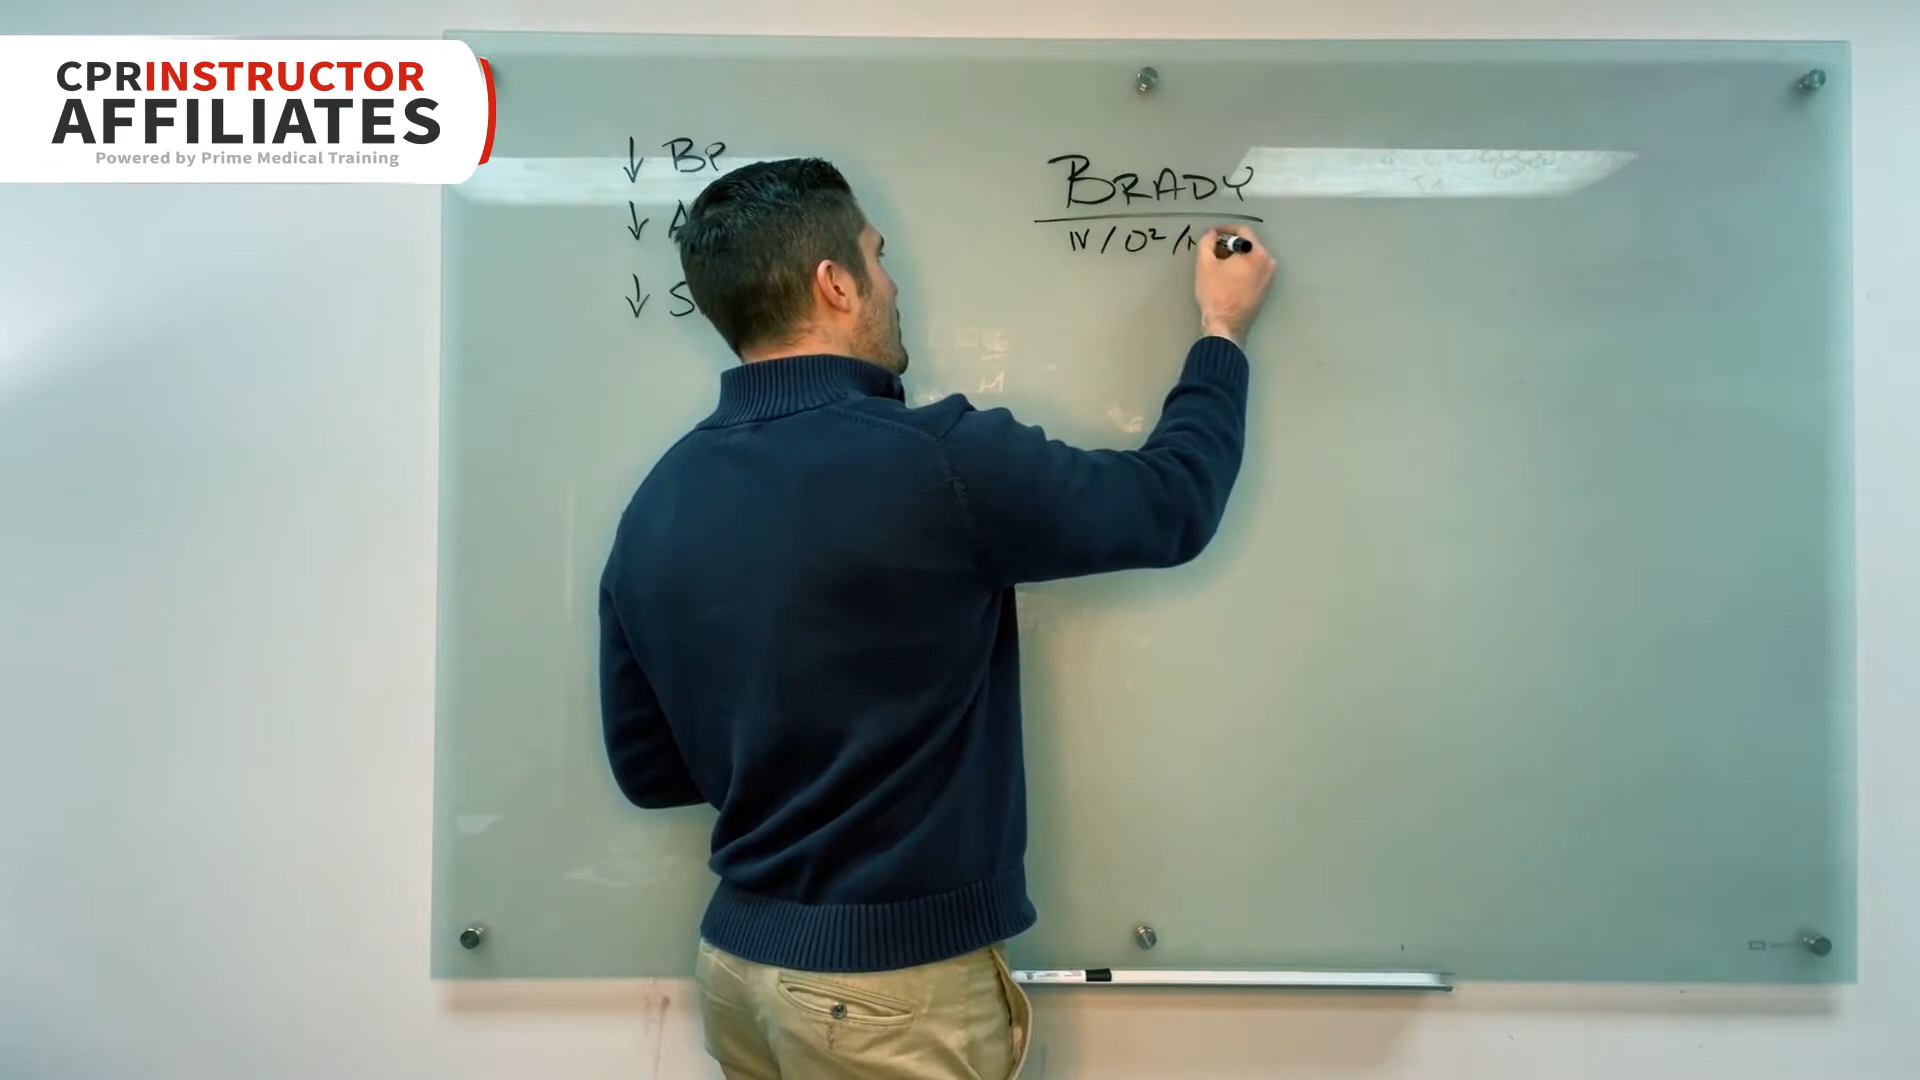 CPRINSTRUCTOR
AFFILIATES
Powered by Prime Medical Training
↓ BP
↓
↓
BRADY
IV / O² /